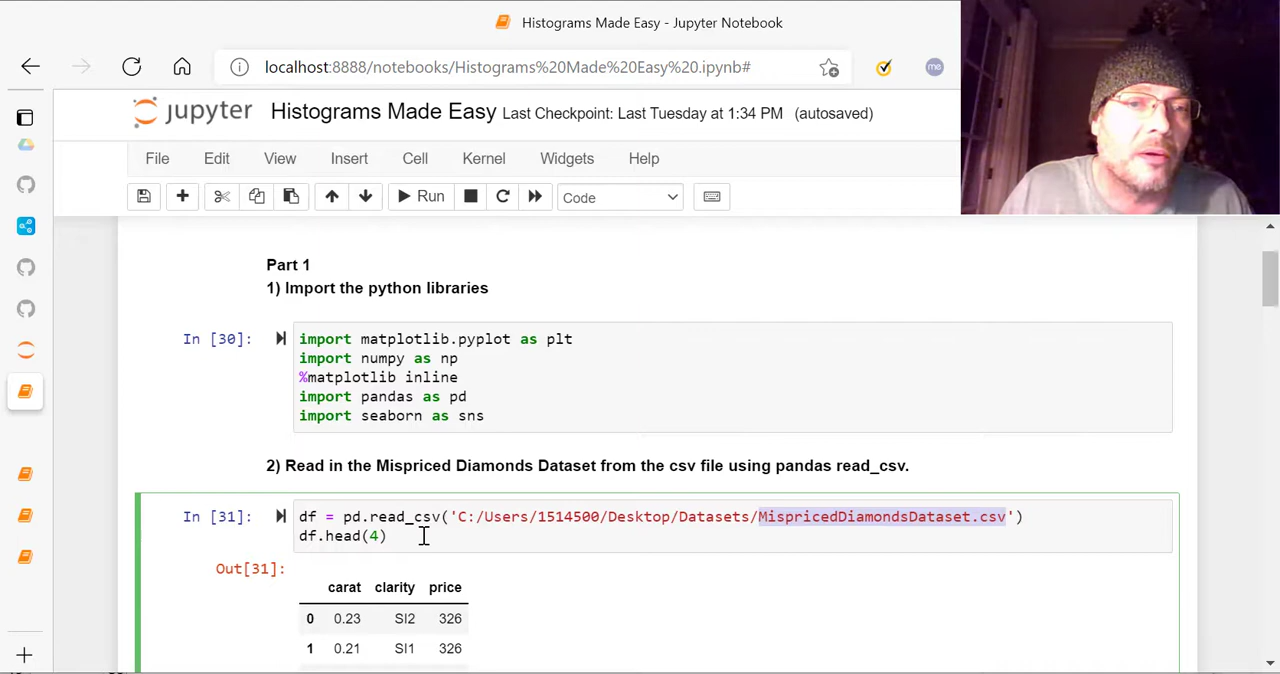 Histograms Made Easy - Jupyter Notebook
localhost:8888/notebooks/Histograms%20Made%20Easy%20.ipynb#
me
jupyter Histograms Made Easy Last Checkpoint: Last Tuesday at 1:34 PM (autosaved)
File Edit View Insert Cell Kernel Widgets Help
Run Code
Part 1
1) Import the python libraries
In [30]: import matplotlib.pyplot as plt
import numpy as np
%matplotlib inline
import pandas as pd
import seaborn as sns
2) Read in the Mispriced Diamonds Dataset from the csv file using pandas read_csv.
In [31]: df = pd.read_csv('C:/Users/1514500/Desktop/Datasets/MispricedDiamondsDataset.csv')
df.head(4)
Out[31]:
carat clarity price
0 0.23 SI2 326
1 0.21 SI1 326